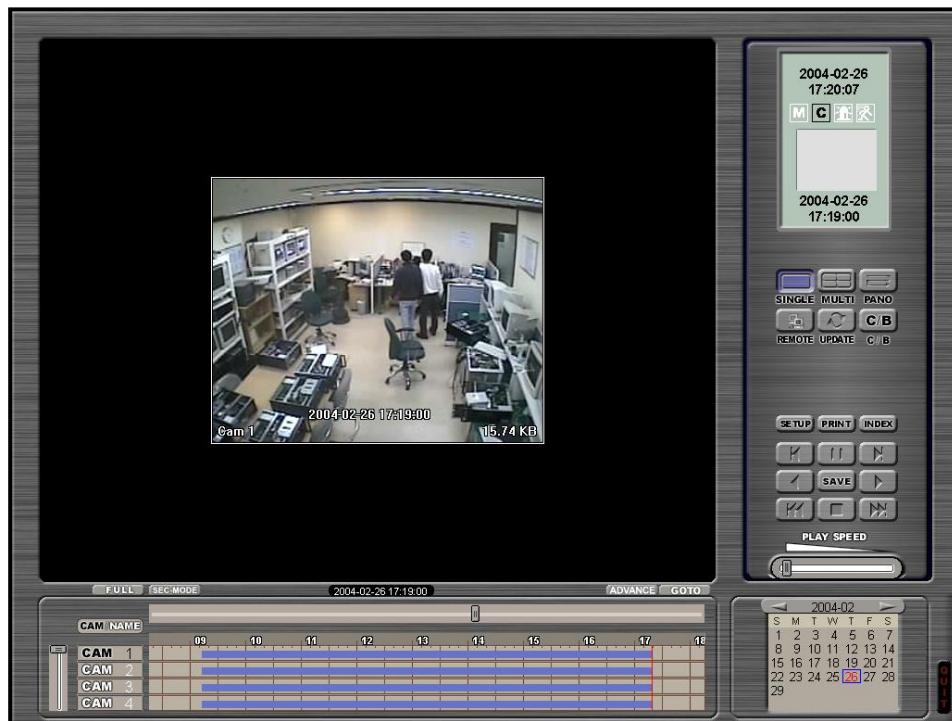 2004-02-26
17:20:07
M C
2004-02-26
17:19:00
2004-02-26 17:19:00
Cam 1 15.74 KB
SINGLE MULTI PANO
C/B
REMOTE UPDATE C//B
SETUP PRINT INDEX
SAVE
PLAY SPEED
FULL SEC-MODE 2004-02-26 17:19:00 ADVANCE GOTO
CAM NAME
09 10 11 12 13 14 15 16 17 18
CAM 1
CAM 2
CAM 3
CAM 4
2004-02
S M T W T F S
1 2 3 4 5 6 7
8 9 10 11 12 13 14
15 16 17 18 19 20 21
22 23 24 25 26 27 28
29
QUIT